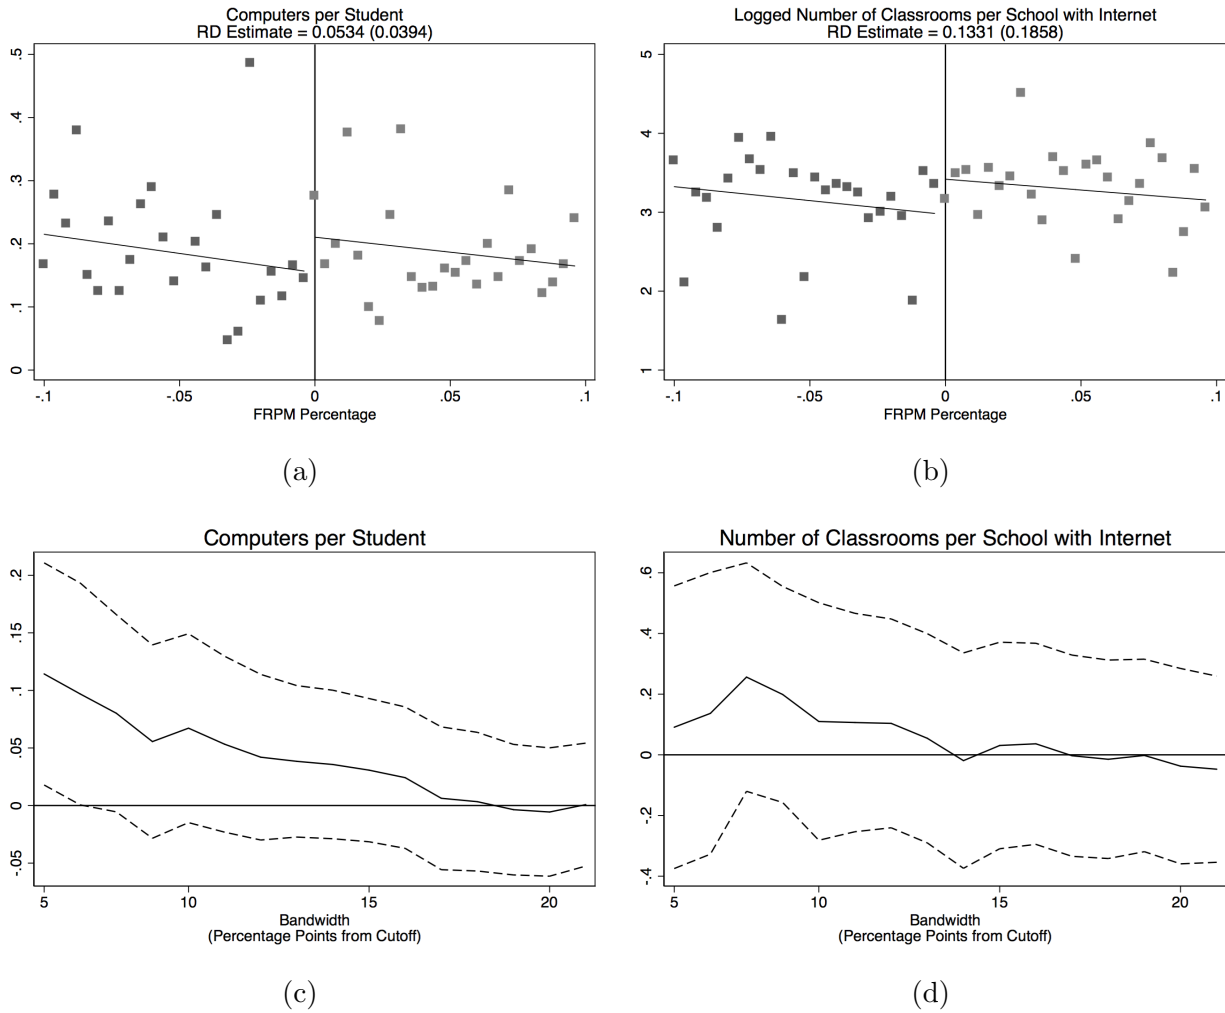 Computers per Student
RD Estimate = 0.0534 (0.0394)
.5
.4
.3
.2
.1
0
-.1
-.05
0
.05
.1
FRPM Percentage
(a)
Logged Number of Classrooms per School with Internet
RD Estimate = 0.1331 (0.1858)
5
4
3
2
1
-.1
-.05
0
.05
.1
FRPM Percentage
(b)
Computers per Student
.2
.15
.1
.05
0
-.05
5
10
15
20
Bandwidth
(Percentage Points from Cutoff)
(c)
Number of Classrooms per School with Internet
.6
.4
.2
0
-.2
-.4
5
10
15
20
Bandwidth
(Percentage Points from Cutoff)
(d)